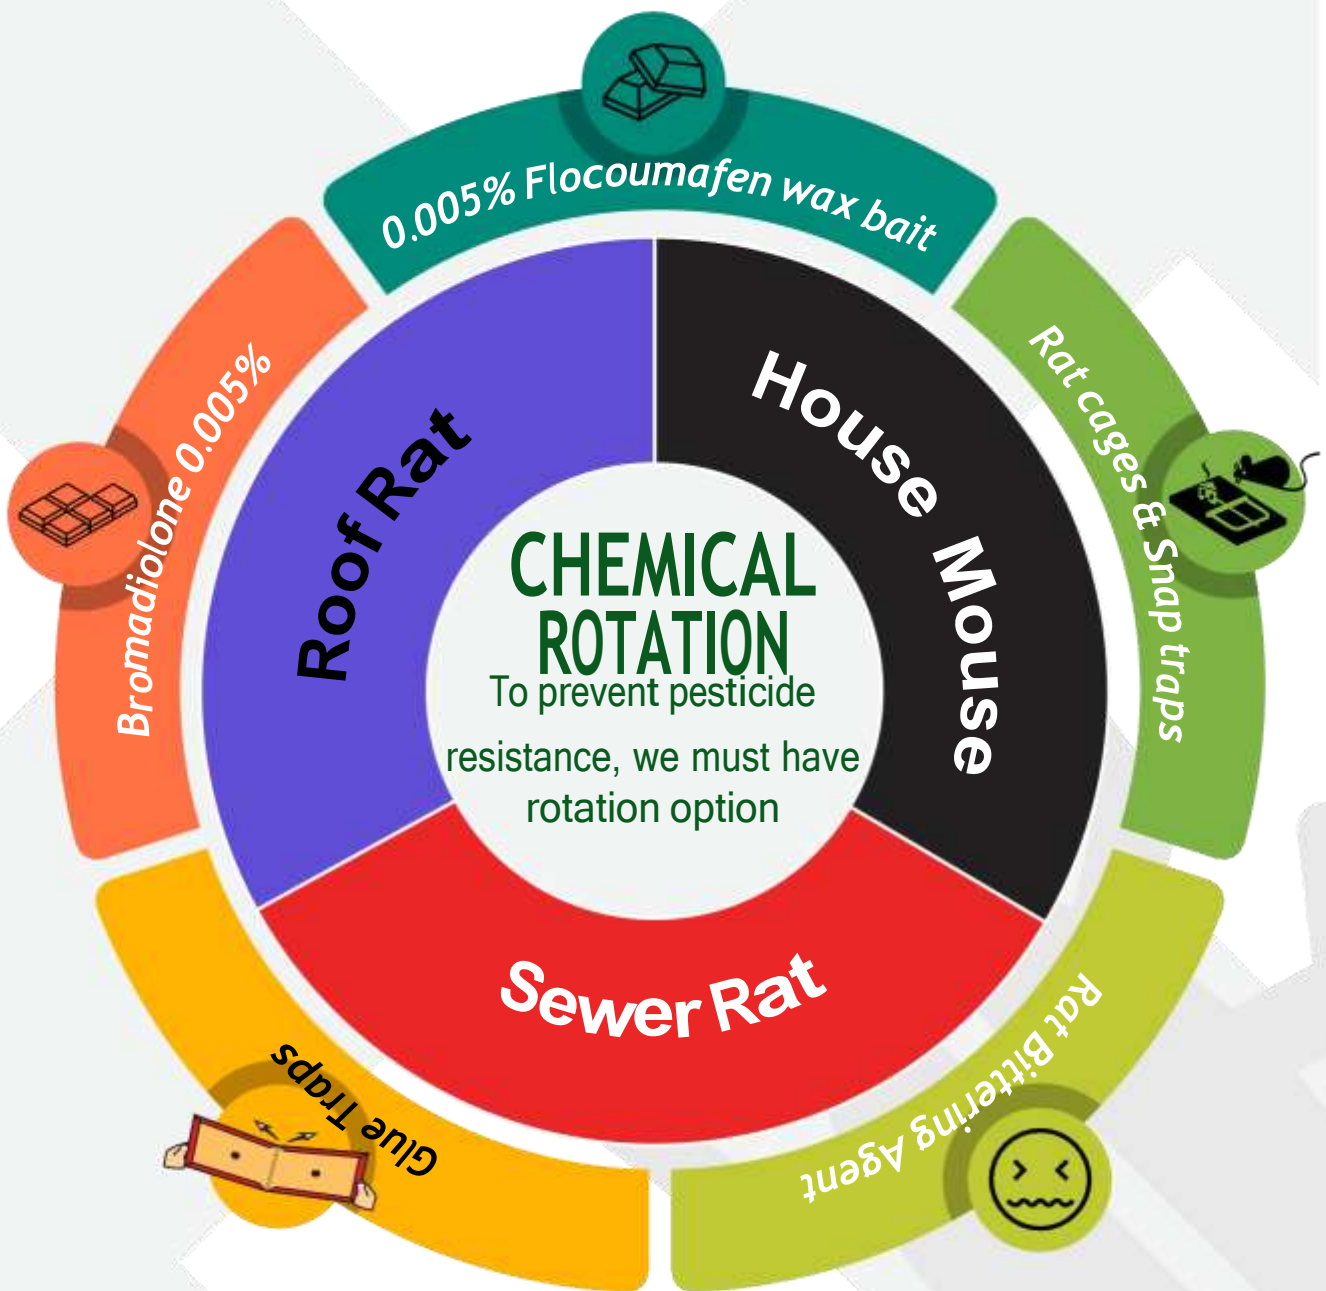 0.005% Flocoumafen wax bait
Rat cages & Snap traps
Rat Bittering Agent
Glue Traps
Bromadiolone 0.005%
Roof Rat
House Mouse
Sewer Rat
CHEMICAL
ROTATION
To prevent pesticide
resistance, we must have
rotation option